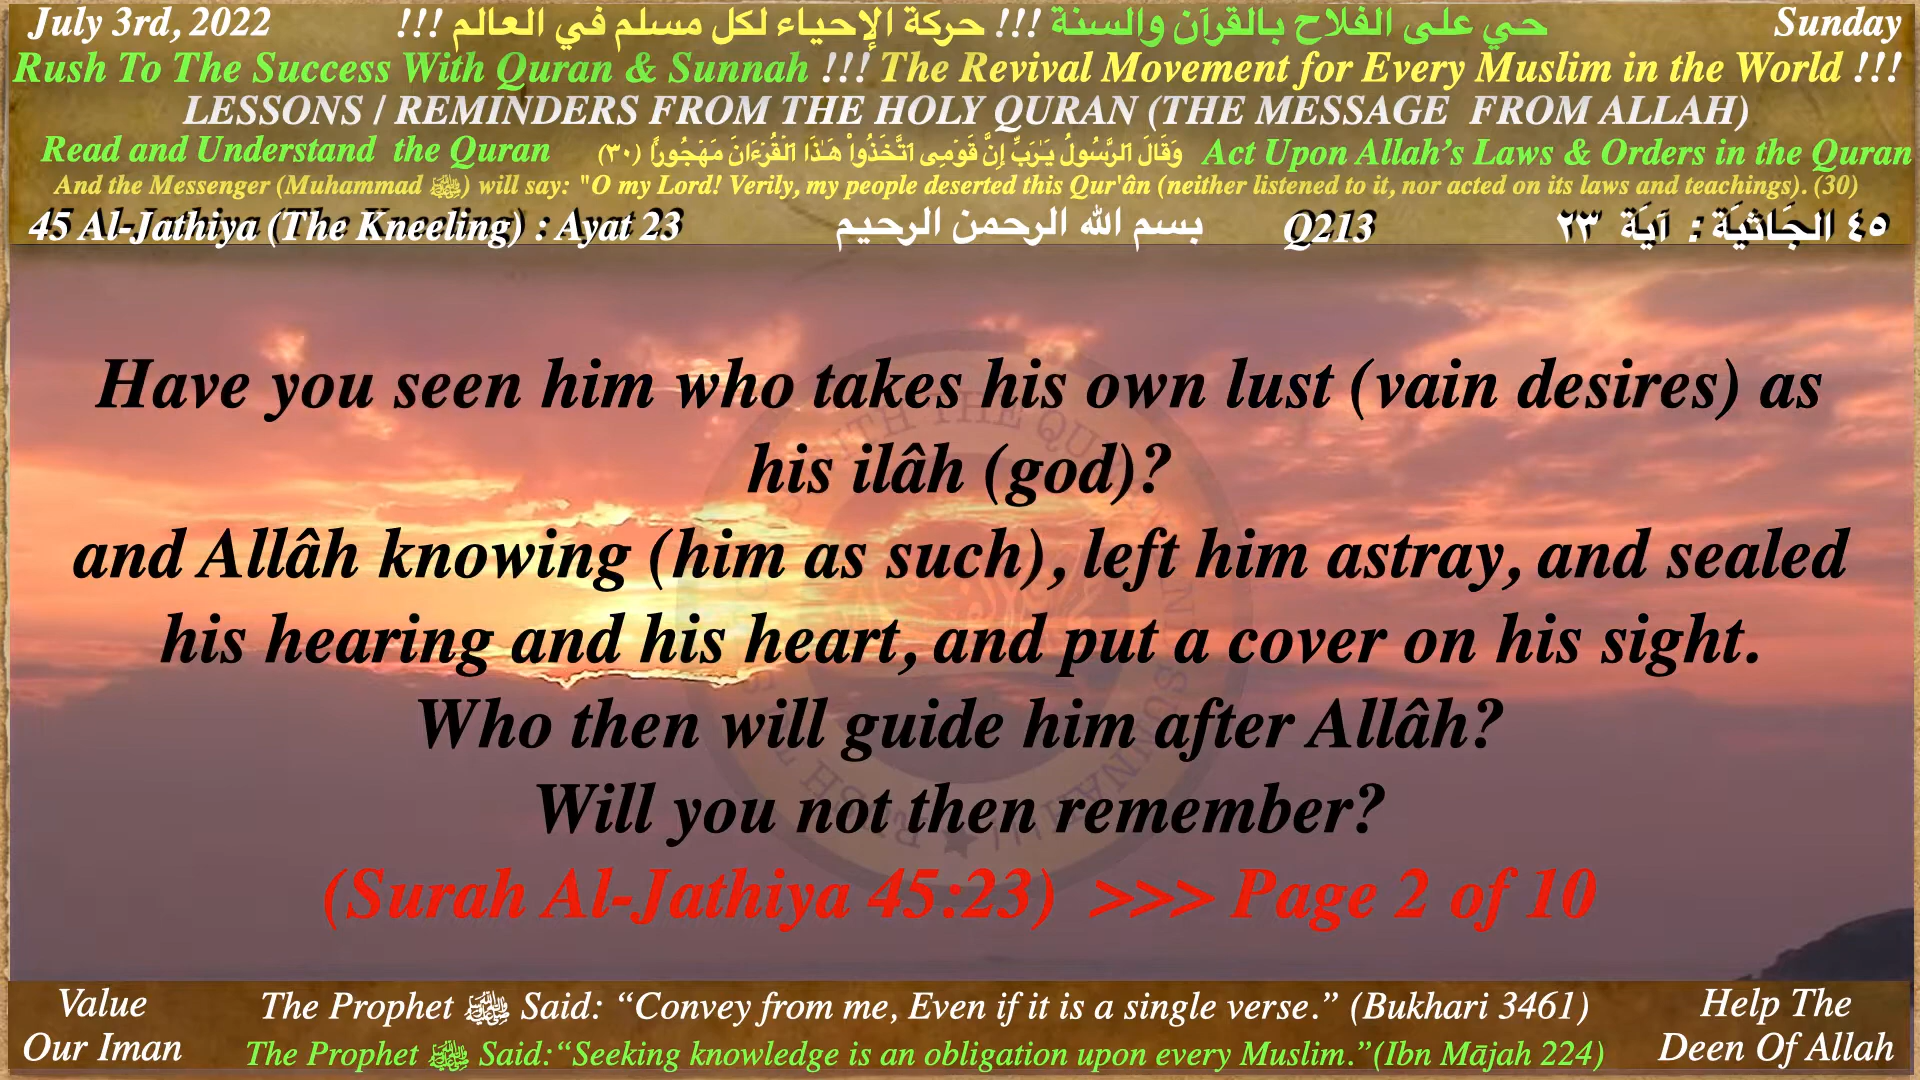 July 3rd, 2022 حي على الفلاح بالقرآن والسنة !!! حركة الإحياء لكل مسلم في العالم !!! Sunday
Rush To The Success With Quran & Sunnah !!! The Revival Movement for Every Muslim in the World !!!
LESSONS / REMINDERS FROM THE HOLY QURAN (THE MESSAGE FROM ALLAH)
Read and Understand the Quran وَقَالَ ٱلرَّسُولُ يَـٰرَبِّ إِنَّ قَوْمِى ٱتَّخَذُوا۟ هَـٰذَا ٱلْقُرْءَانَ مَهْجُورًۭا (٣٠) Act Upon Allah’s Laws & Orders in the Quran
And the Messenger (Muhammad ﷺ) will say: "O my Lord! Verily, my people deserted this Qur'ân (neither listened to it, nor acted on its laws and teachings). (30)
45 Al-Jathiya (The Kneeling) : Ayat 23 بسم الله الرحمن الرحيم Q213 ٤٥ الجَاثيَة : آيَة ٢٣
Have you seen him who takes his own lust (vain desires) as
his ilâh (god)?
and Allâh knowing (him as such), left him astray, and sealed
his hearing and his heart, and put a cover on his sight.
Who then will guide him after Allâh?
Will you not then remember?
(Surah Al-Jathiya 45:23) >>> Page 2 of 10
Value
Our Iman
The Prophet ﷺ Said: “Convey from me, Even if it is a single verse.” (Bukhari 3461)
The Prophet ﷺ Said:“Seeking knowledge is an obligation upon every Muslim.”(Ibn Mājah 224)
Help The
Deen Of Allah